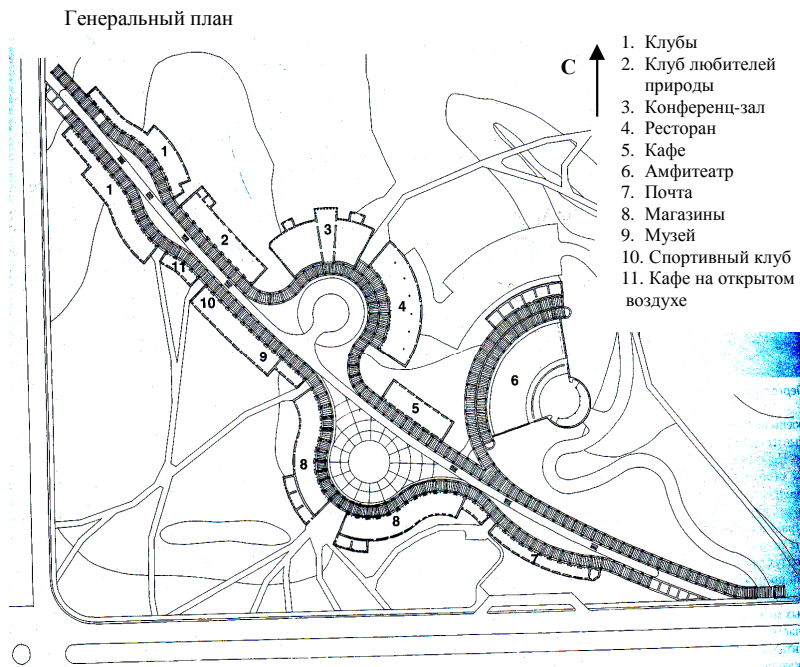 Генеральный план
С
1. Клубы
2. Клуб любителей
природы
3. Конференц-зал
4. Ресторан
5. Кафе
6. Амфитеатр
7. Почта
8. Магазины
9. Музей
10. Спортивный клуб
11. Кафе на открытом
воздухе
1
1
2
3
11
10
4
9
5
6
8
8
7